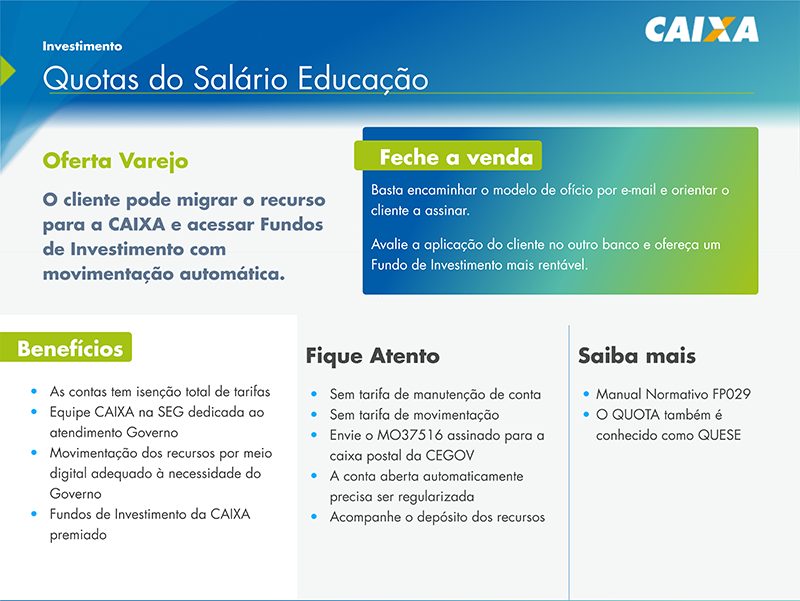 CAIXA
Investimento
Quotas do Salário Educação
Oferta Varejo
O cliente pode migrar o recurso
para a CAIXA e acessar Fundos
de Investimento com
movimentação automática.
Feche a venda
Basta encaminhar o modelo de ofício por e-mail e orientar o
cliente a assinar.
Avalie a aplicação do cliente no outro banco e ofereça um
Fundo de Investimento mais rentável.
Benefícios
• As contas tem isenção total de tarifas
• Equipe CAIXA na SEG dedicada ao
atendimento Governo
• Movimentação dos recursos por meio
digital adequado à necessidade do
Governo
• Fundos de Investimento da CAIXA
premiado
Fique Atento
• Sem tarifa de manutenção de conta
• Sem tarifa de movimentação
• Envie o MO37516 assinado para a
caixa postal da CEGOV
• A conta aberta automaticamente
precisa ser regularizada
• Acompanhe o depósito dos recursos
Saiba mais
• Manual Normativo FP029
• O QUOTA também é
conhecido como QUESE